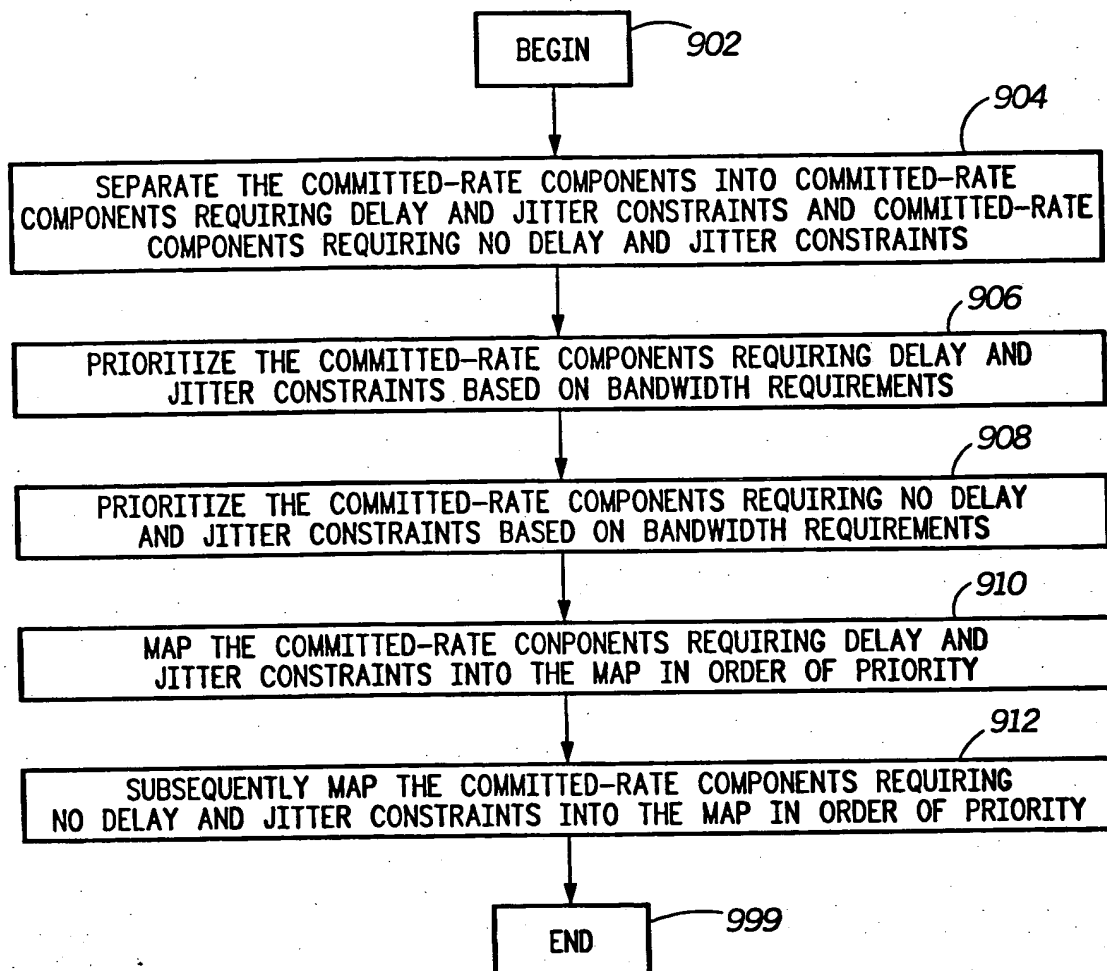 BEGIN
902
904
SEPARATE THE COMMITTED-RATE COMPONENTS INTO COMMITTED-RATE
COMPONENTS REQUIRING DELAY AND JITTER CONSTRAINTS AND COMMITTED-RATE
COMPONENTS REQUIRING NO DELAY AND JITTER CONSTRAINTS
906
PRIORITIZE THE COMMITTED-RATE COMPONENTS REQUIRING DELAY AND
JITTER CONSTRAINTS BASED ON BANDWIDTH REQUIREMENTS
908
PRIORITIZE THE COMMITTED-RATE COMPONENTS REQUIRING NO DELAY
AND JITTER CONSTRAINTS BASED ON BANDWIDTH REQUIREMENTS
910
MAP THE COMMITTED-RATE CONPONENTS REQUIRING DELAY AND
JITTER CONSTRAINTS INTO THE MAP IN ORDER OF PRIORITY
912
SUBSEQUENTLY MAP THE COMMITTED-RATE COMPONENTS REQUIRING
NO DELAY AND JITTER CONSTRAINTS INTO THE MAP IN ORDER OF PRIORITY
END
999